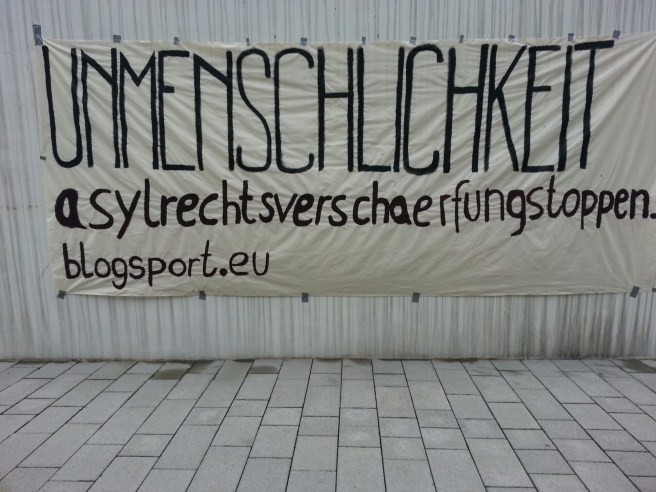 UNMENSCHLICHKEIT
asylrechtsverschaerfungstoppen.
blogsport.eu